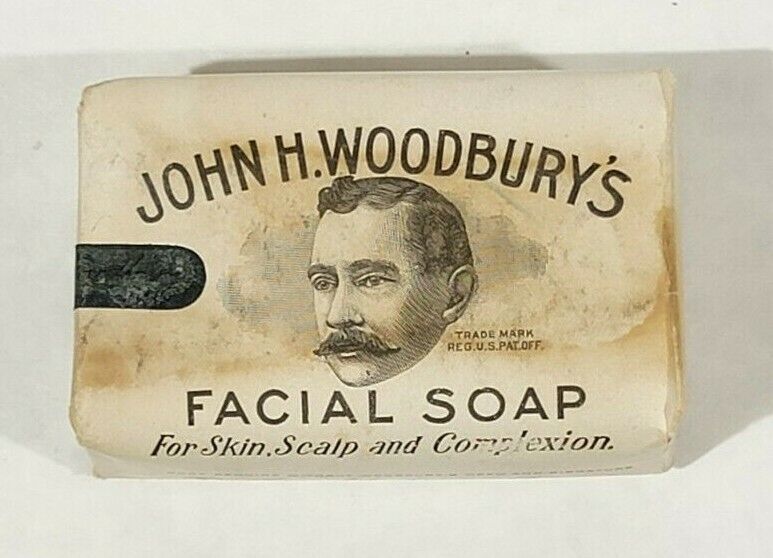 JOHN H. WOODBURY'S
TRADE MARK
REG. U.S. PAT. OFF.
FACIAL SOAP
For Skin, Scalp and Complexion.